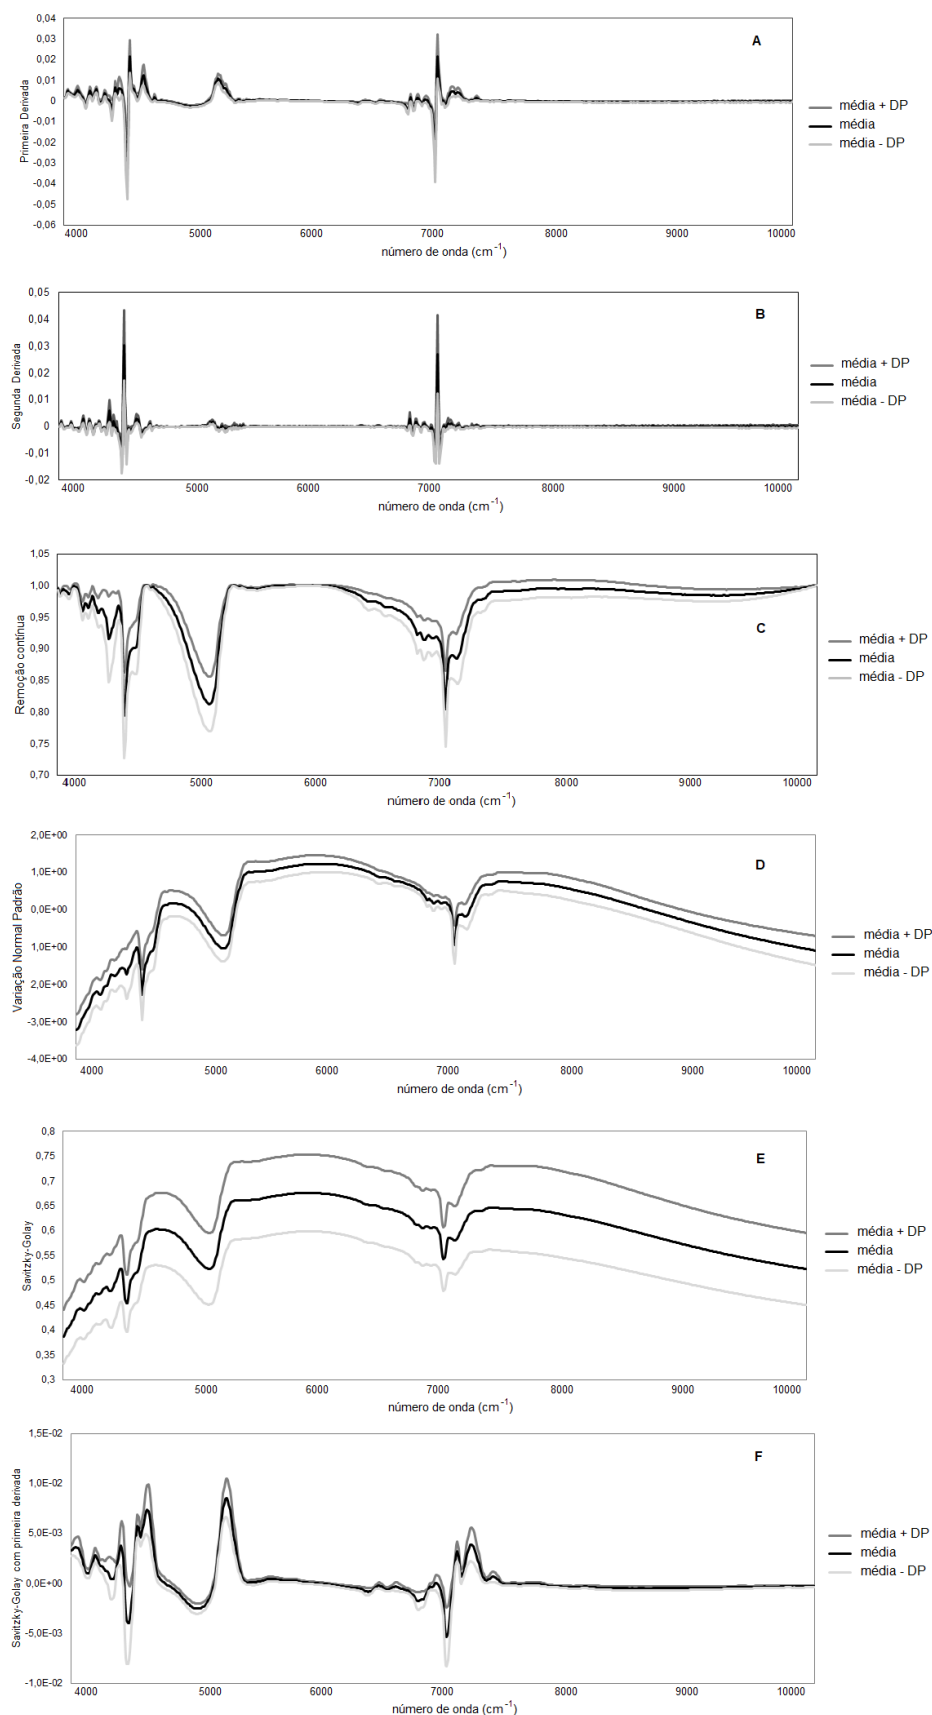 A
0,04
0,03
0,02
0,01
0
-0,01
-0,02
-0,03
-0,04
-0,05
-0,06
Primeira Derivada
4000 5000 6000 7000 8000 9000 10000
número de onda (cm-1)
média + DP
média
média - DP
B
0,05
0,04
0,03
0,02
0,01
0
-0,01
-0,02
Segunda Derivada
4000 5000 6000 7000 8000 9000 10000
número de onda (cm-1)
média + DP
média
média - DP
C
1,05
1,00
0,95
0,90
0,85
0,80
0,75
0,70
Remoção contínua
4000 5000 6000 7000 8000 9000 10000
número de onda (cm-1)
média + DP
média
média - DP
D
2,0E+00
1,0E+00
0,0E+00
1,0E+00
2,0E+00
-3,0E+00
-4,0E+00
Variação Normal Padrão
4000 5000 6000 7000 8000 9000 10000
número de onda (cm-1)
média + DP
média
média - DP
E
0,8
0,75
0,7
0,65
0,6
0,55
0,5
0,45
0,4
0,35
0,3
Savitzky-Golay
4000 5000 6000 7000 8000 9000 10000
número de onda (cm-1)
média + DP
média
média - DP
F
1,5E-02
1,0E-02
5,0E-03
0,0E+00
-5,0E-03
-1,0E-02
Savitzky-Golay com primeira derivada
4000 5000 6000 7000 8000 9000 10000
número de onda (cm-1)
média + DP
média
média - DP